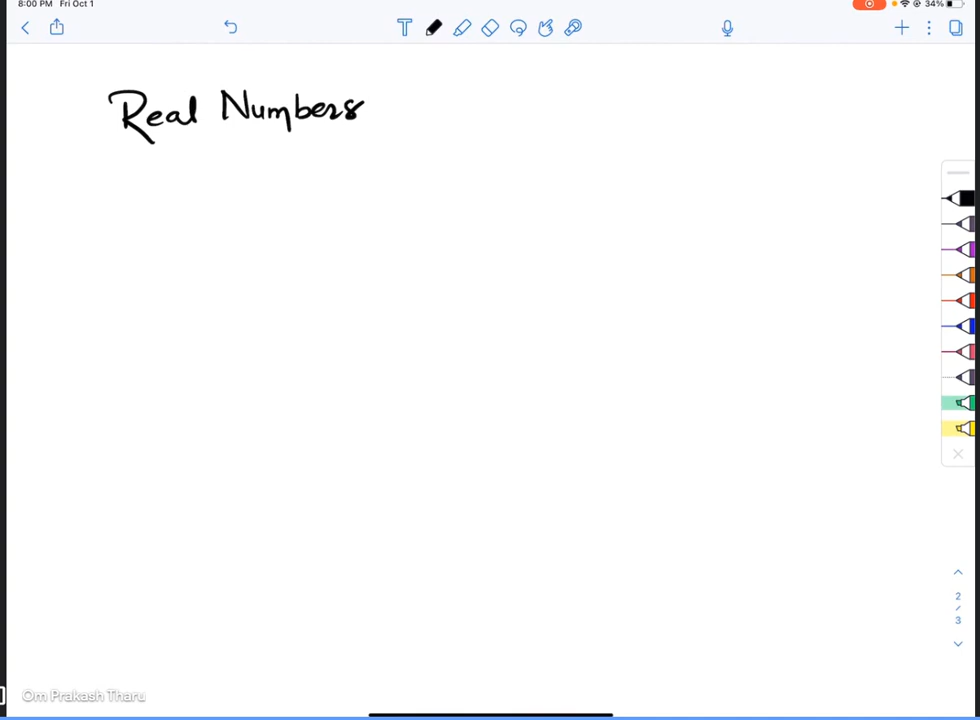 8:00 PM Fri Oct 1
34%
Real Numbers
2
/
3
Om Prakash Tharu